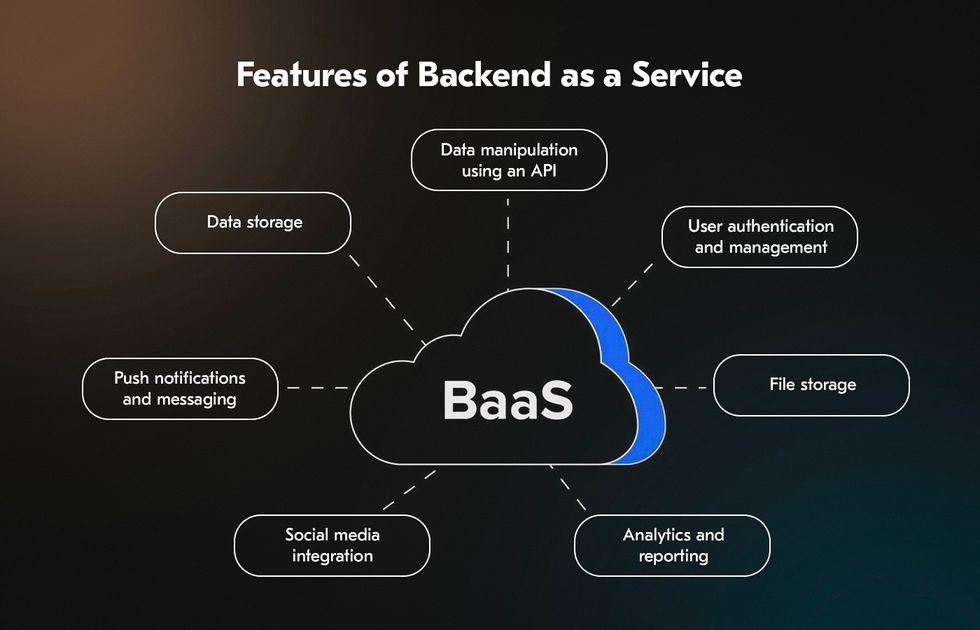 Features of Backend as a Service
Data manipulation
using an API
Data storage
User authentication
and management
Push notifications
and messaging
BaaS
File storage
Social media
integration
Analytics and
reporting